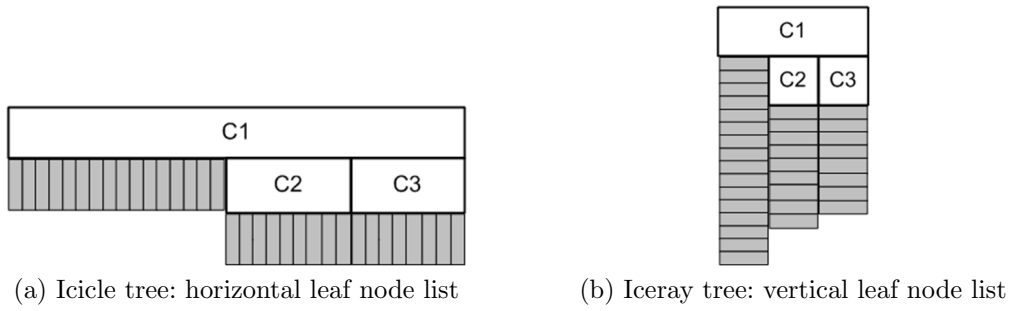 C1
C2 C3
(a) Icicle tree: horizontal leaf node list
C1
C2 C3
(b) Iceray tree: vertical leaf node list